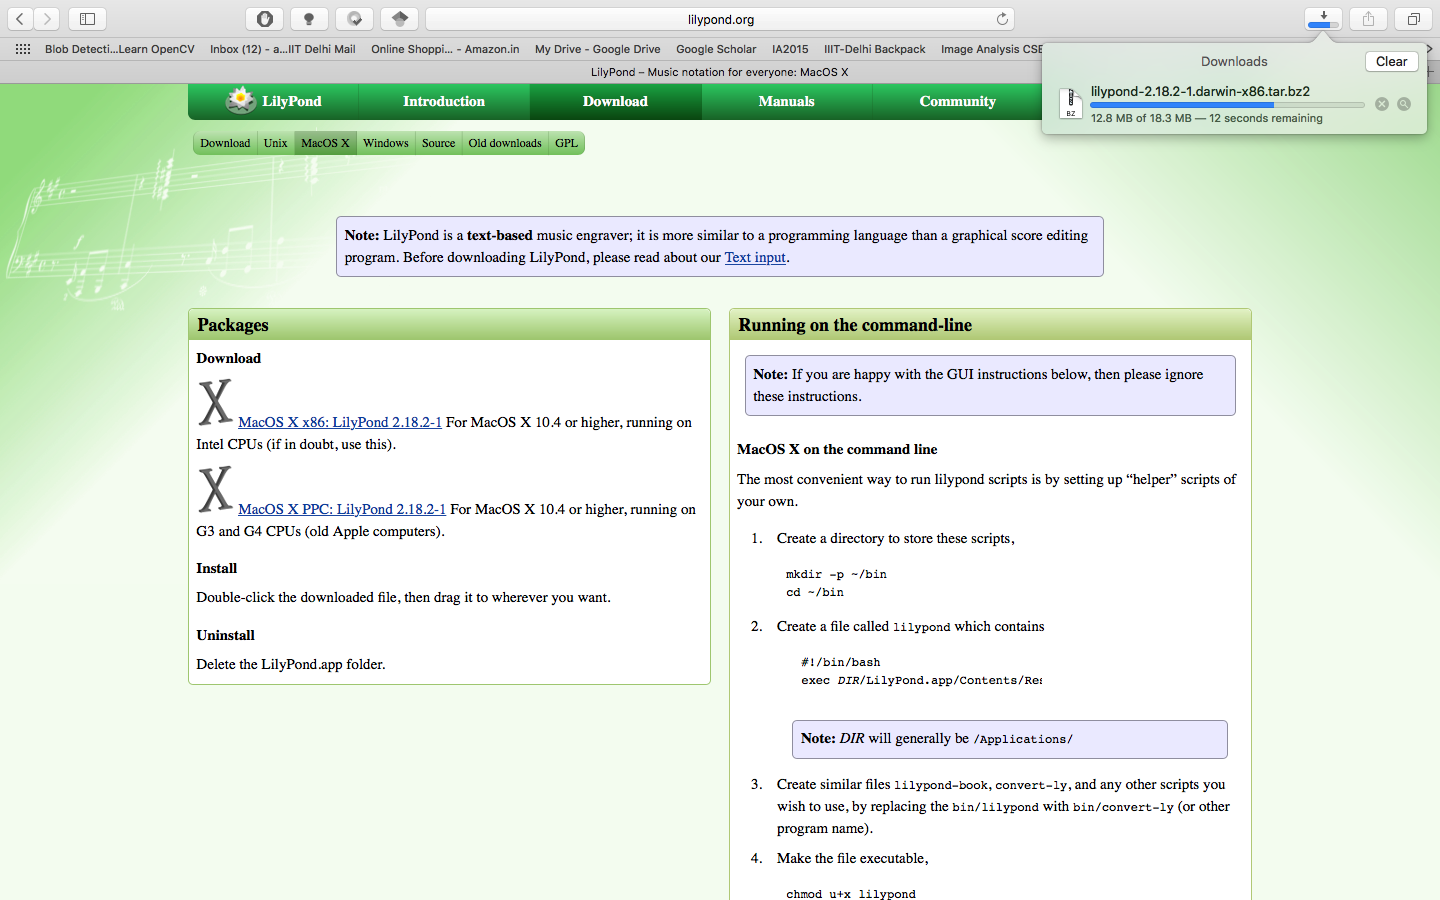 lilypond.org
Blob Detecti...Learn OpenCV Inbox (12) - a...IIT Delhi Mail Online Shoppi... - Amazon.in My Drive - Google Drive Google Scholar IA2015 IIIT-Delhi Backpack Image Analysis CSE
LilyPond – Music notation for everyone: MacOS X
Downloads Clear
lilypond-2.18.2-1.darwin-x86.tar.bz2
BZ
12.8 MB of 18.3 MB — 12 seconds remaining
LilyPond Introduction Download Manuals Community
Download Unix MacOS X Windows Source Old downloads GPL
Note: LilyPond is a text-based music engraver; it is more similar to a programming language than a graphical score editing
program. Before downloading LilyPond, please read about our Text input.
Packages
Download
X MacOS X x86: LilyPond 2.18.2-1 For MacOS X 10.4 or higher, running on
Intel CPUs (if in doubt, use this).
X MacOS X PPC: LilyPond 2.18.2-1 For MacOS X 10.4 or higher, running on
G3 and G4 CPUs (old Apple computers).
Install
Double-click the downloaded file, then drag it to wherever you want.
Uninstall
Delete the LilyPond.app folder.
Running on the command-line
Note: If you are happy with the GUI instructions below, then please ignore
these instructions.
MacOS X on the command line
The most convenient way to run lilypond scripts is by setting up “helper” scripts of
your own.
1. Create a directory to store these scripts,
mkdir -p ~/bin
cd ~/bin
2. Create a file called lilypond which contains
#!/bin/bash
exec DIR/LilyPond.app/Contents/Res
Note: DIR will generally be /Applications/
3. Create similar files lilypond-book, convert-ly, and any other scripts you
wish to use, by replacing the bin/lilypond with bin/convert-ly (or other
program name).
4. Make the file executable,
chmod u+x lilypond